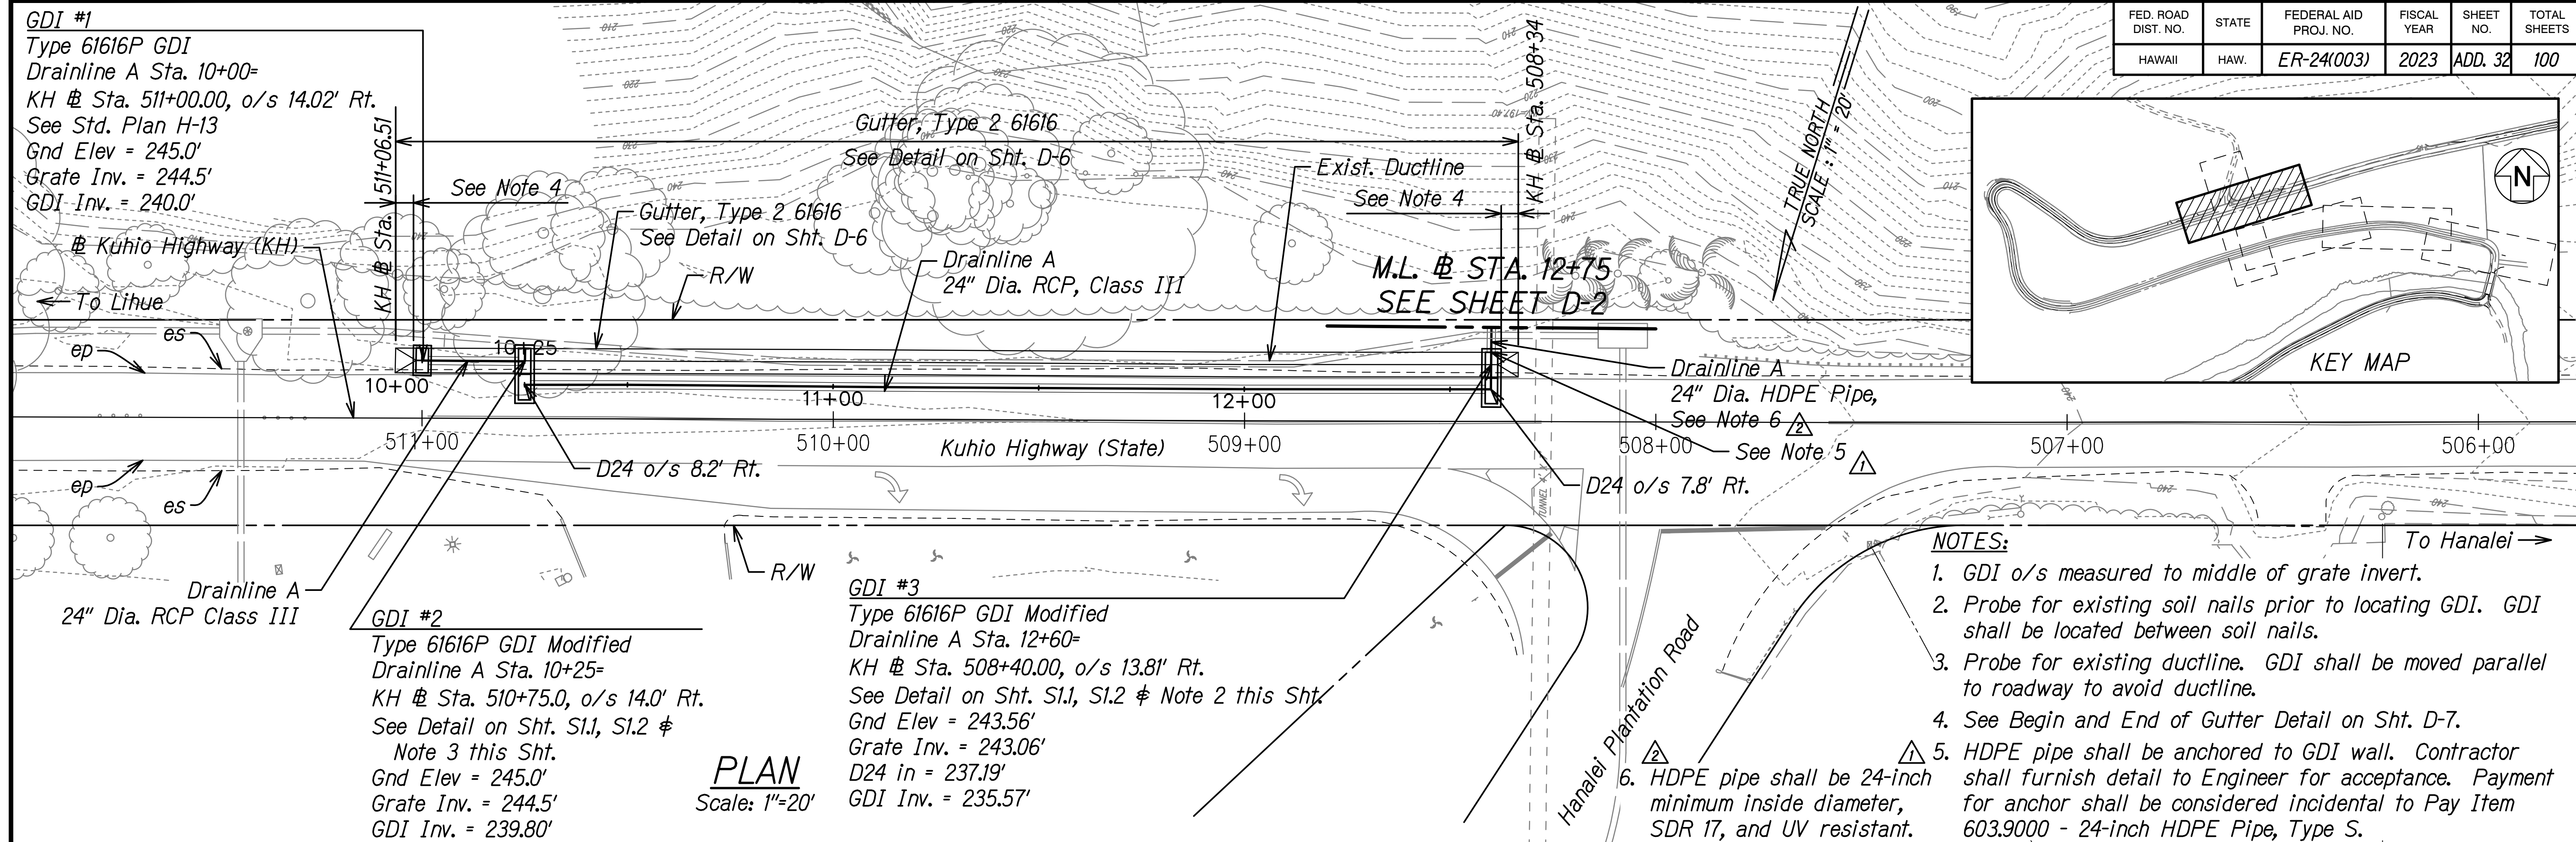 GDI #1
Type 61616P GDI
Drainline A Sta. 10+00=
KH ⅊ Sta. 511+00.00, o/s 14.02' Rt.
See Std. Plan H-13
Gnd Elev = 245.0'
Grate Inv. = 244.5'
GDI Inv. = 240.0'
KH ⅊ Sta. 511+06.51
See Note 4
Gutter, Type 2 61616
See Detail on Sht. D-6
Gutter, Type 2 61616
See Detail on Sht. D-6
Exist. Ductline
See Note 4
KH ⅊ Sta. 508+34
TRUE NORTH
SCALE : 1" = 20'
FED. ROAD DIST. NO.
STATE
FEDERAL AID PROJ. NO.
FISCAL YEAR
SHEET NO.
TOTAL SHEETS
HAWAII
HAW.
ER-24(003)
2023
ADD. 32
100
N
KEY MAP
⅊ Kuhio Highway (KH)
To Lihue
R/W
Drainline A
24" Dia. RCP, Class III
M.L. ⅊ STA. 12+75
SEE SHEET D-2
es
ep
10+00
10+25
11+00
12+00
Drainline A
24" Dia. HDPE Pipe,
See Note 6
2
See Note 5
1
511+00
510+00
509+00
508+00
507+00
506+00
Kuhio Highway (State)
D24 o/s 8.2' Rt.
D24 o/s 7.8' Rt.
ep
es
R/W
Drainline A
24" Dia. RCP Class III
GDI #2
Type 61616P GDI Modified
Drainline A Sta. 10+25=
KH ⅊ Sta. 510+75.0, o/s 14.0' Rt.
See Detail on Sht. S1.1, S1.2 &
Note 3 this Sht.
Gnd Elev = 245.0'
Grate Inv. = 244.5'
GDI Inv. = 239.80'
PLAN
Scale: 1"=20'
GDI #3
Type 61616P GDI Modified
Drainline A Sta. 12+60=
KH ⅊ Sta. 508+40.00, o/s 13.81' Rt.
See Detail on Sht. S1.1, S1.2 & Note 2 this Sht.
Gnd Elev = 243.56'
Grate Inv. = 243.06'
D24 in = 237.19'
GDI Inv. = 235.57'
Hanalei Plantation Road
To Hanalei
NOTES:
1. GDI o/s measured to middle of grate invert.
2. Probe for existing soil nails prior to locating GDI. GDI
shall be located between soil nails.
3. Probe for existing ductline. GDI shall be moved parallel
to roadway to avoid ductline.
4. See Begin and End of Gutter Detail on Sht. D-7.
1
5. HDPE pipe shall be anchored to GDI wall. Contractor
shall furnish detail to Engineer for acceptance. Payment
for anchor shall be considered incidental to Pay Item
603.9000 - 24-inch HDPE Pipe, Type S.
2
6. HDPE pipe shall be 24-inch
minimum inside diameter,
SDR 17, and UV resistant.